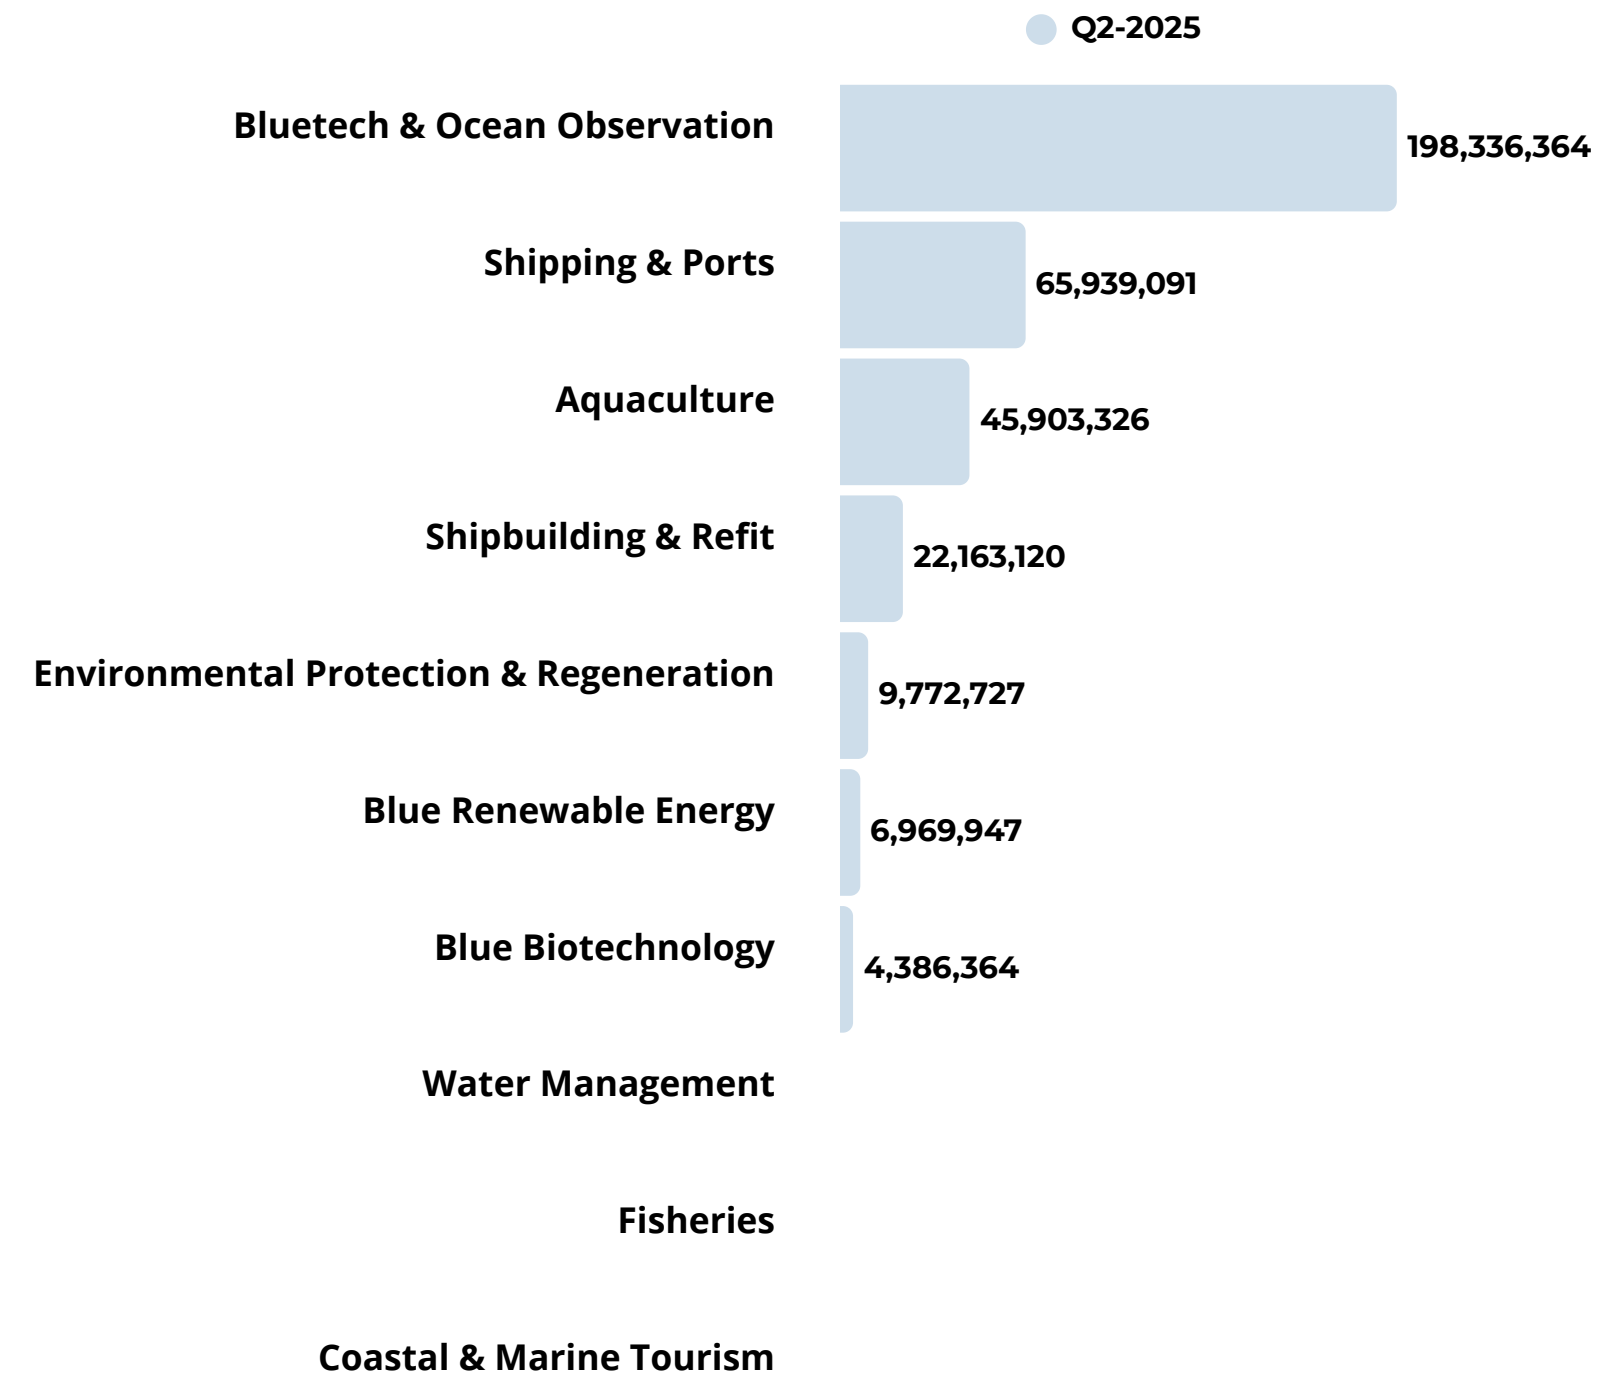 Q2-2025
Bluetech & Ocean Observation
198,336,364
Shipping & Ports
65,939,091
Aquaculture
45,903,326
Shipbuilding & Refit
22,163,120
Environmental Protection & Regeneration
9,772,727
Blue Renewable Energy
6,969,947
Blue Biotechnology
4,386,364
Water Management
Fisheries
Coastal & Marine Tourism